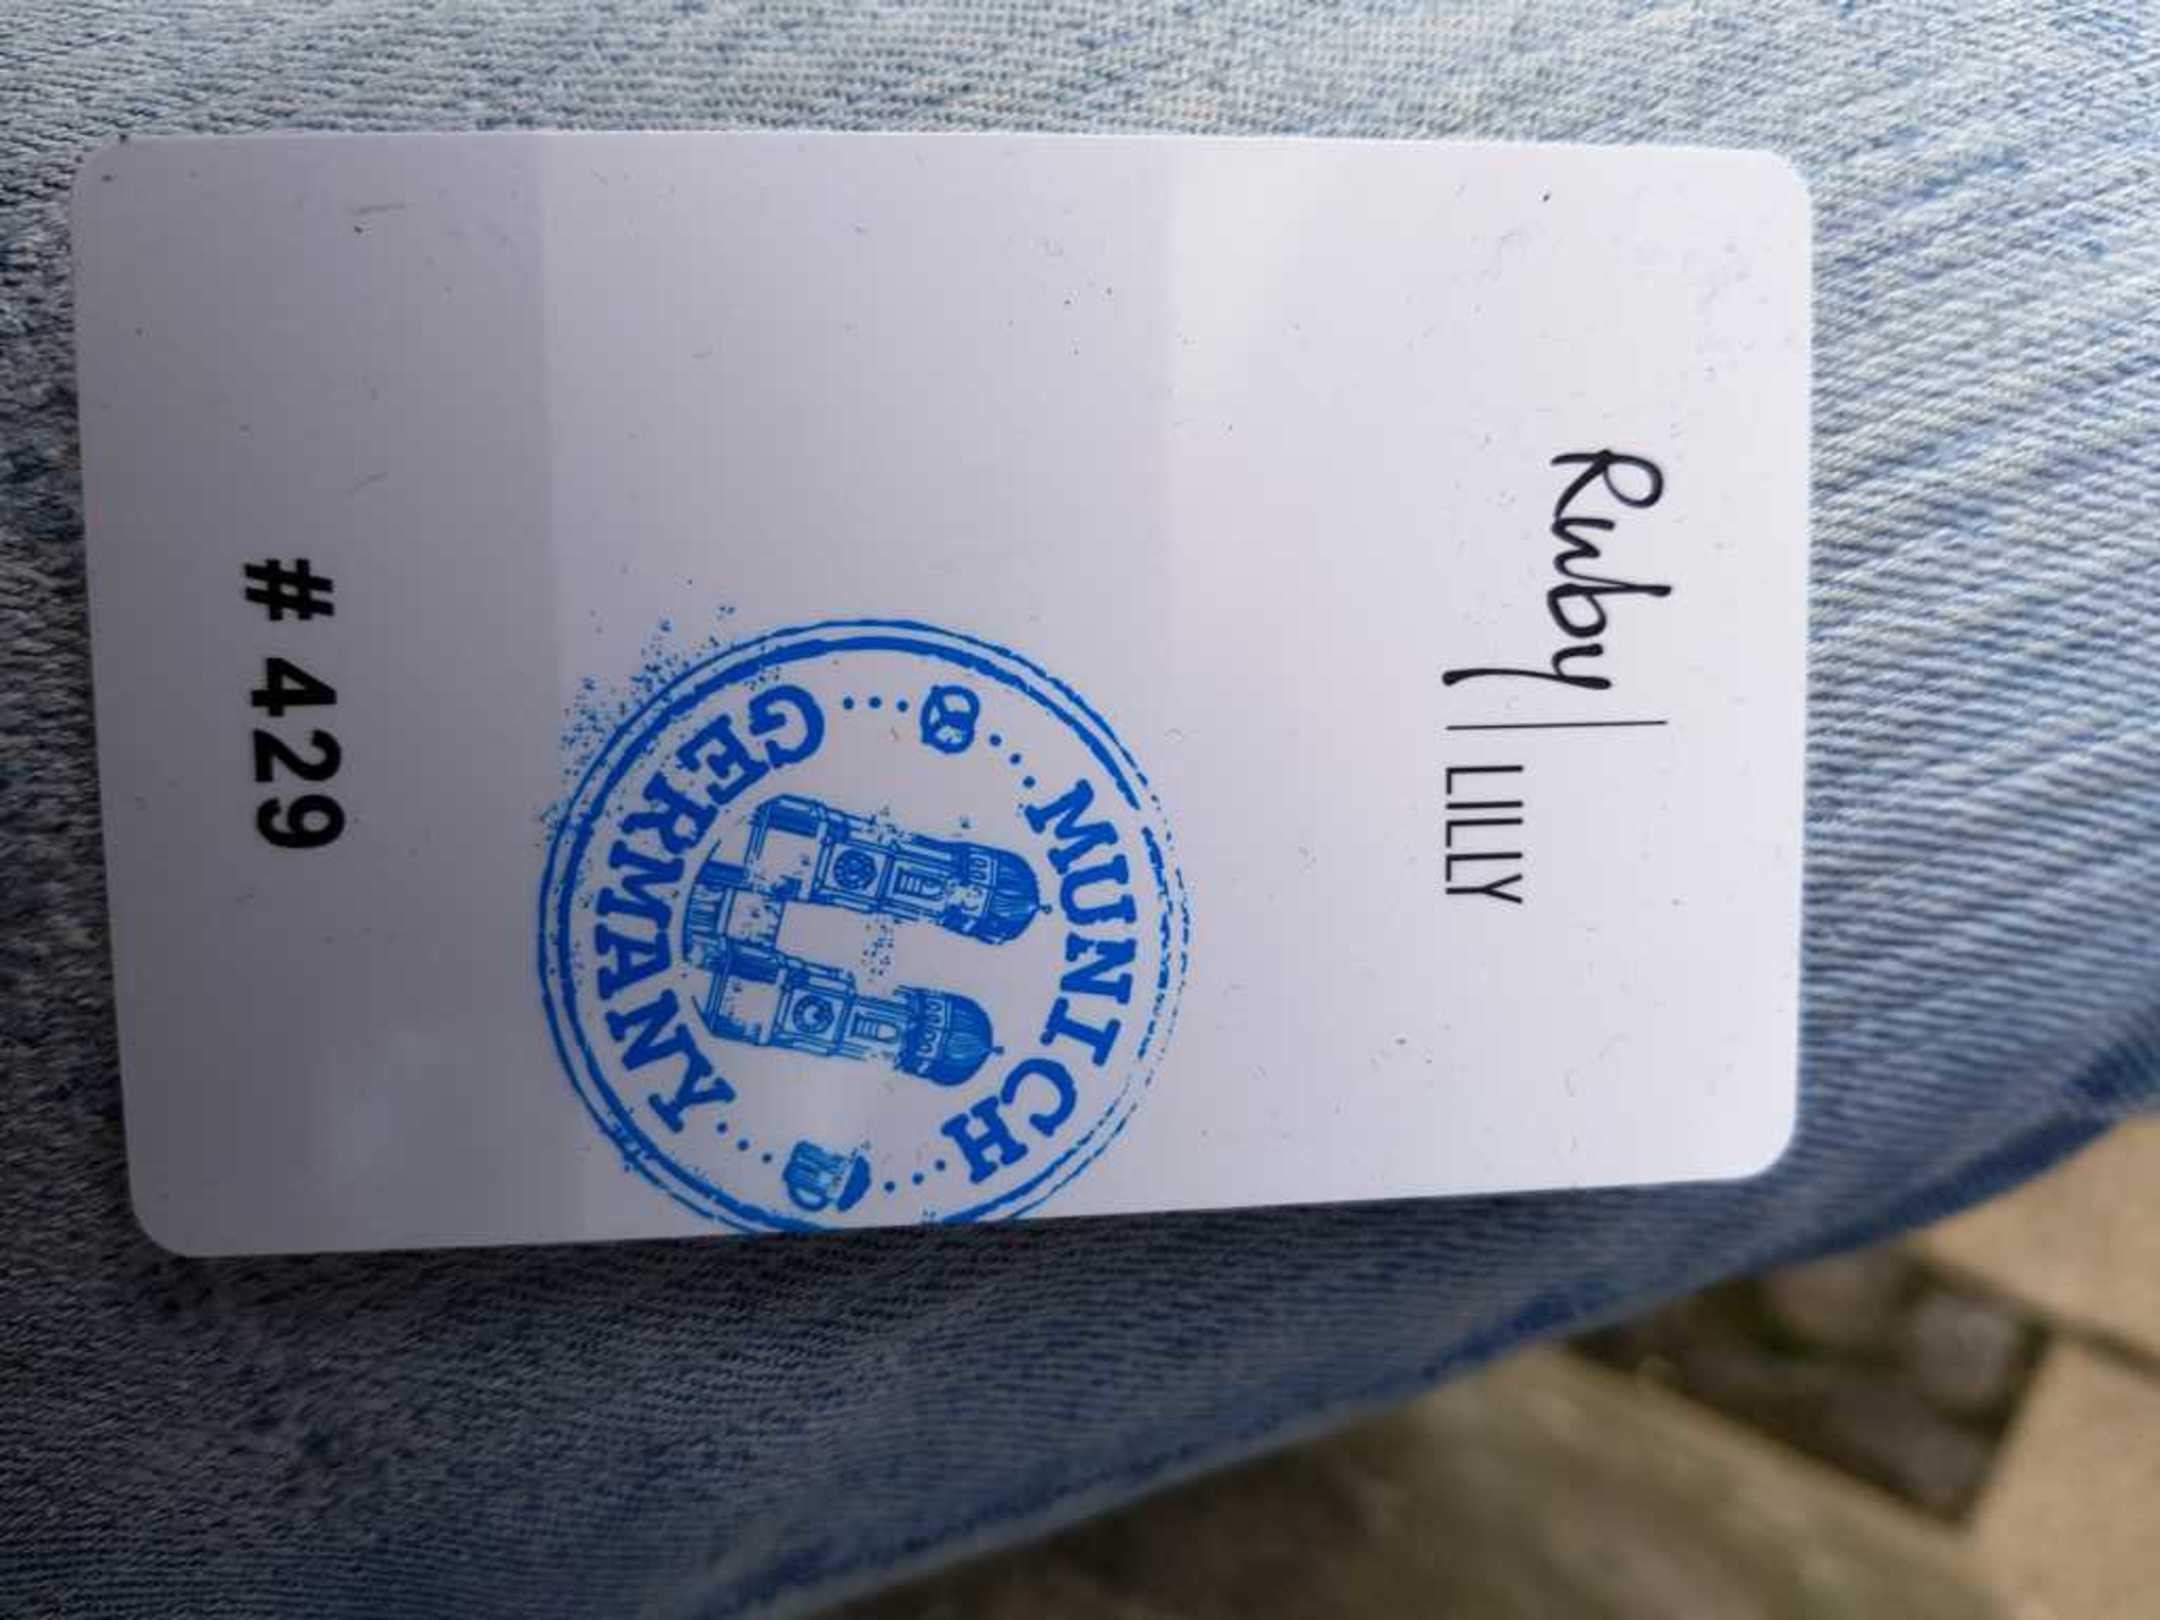 Ruby | LILLY
MUNICH
GERMANY
# 429